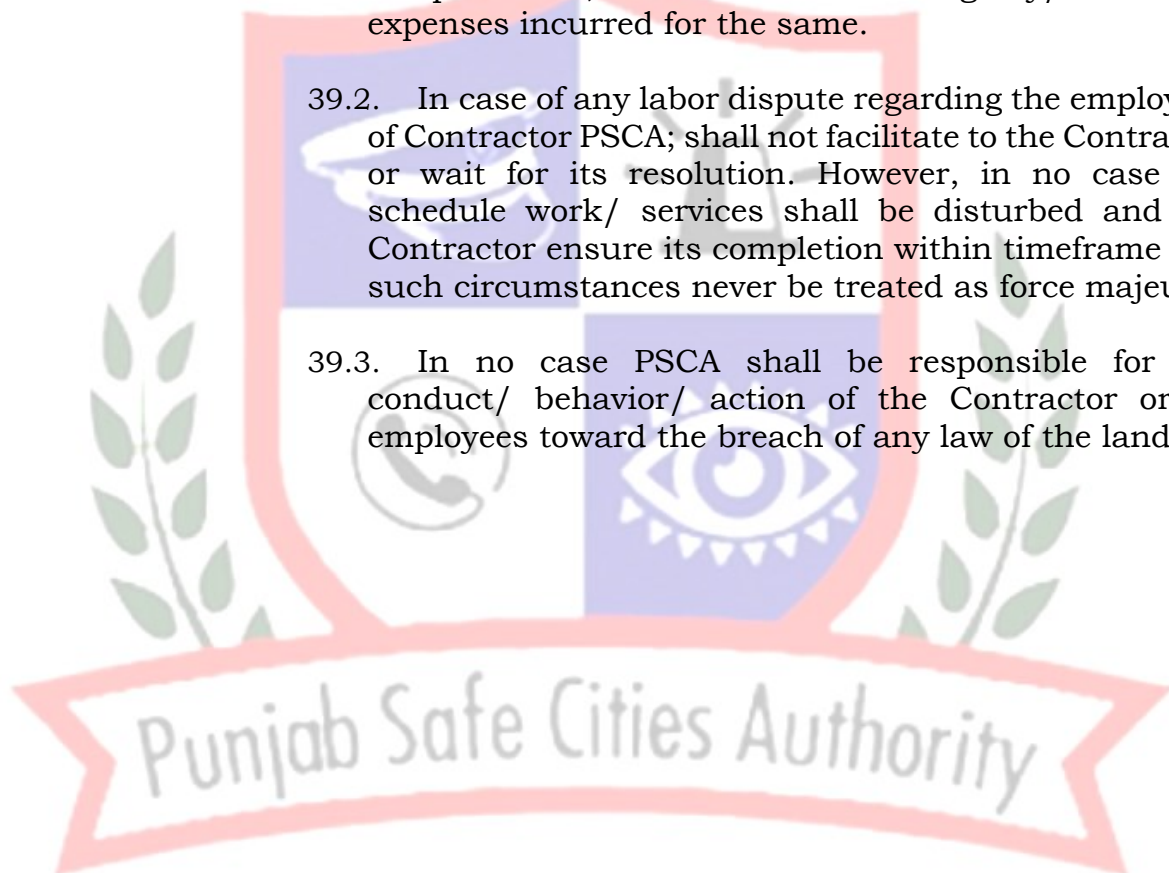 expenses incurred for the same.
39.2. In case of any labor dispute regarding the employ
of Contractor PSCA; shall not facilitate to the Contra
or wait for its resolution. However, in no case
schedule work/ services shall be disturbed and
Contractor ensure its completion within timeframe
such circumstances never be treated as force majeu
39.3. In no case PSCA shall be responsible for
conduct/ behavior/ action of the Contractor or
employees toward the breach of any law of the land
Punjab Safe Cities Authority